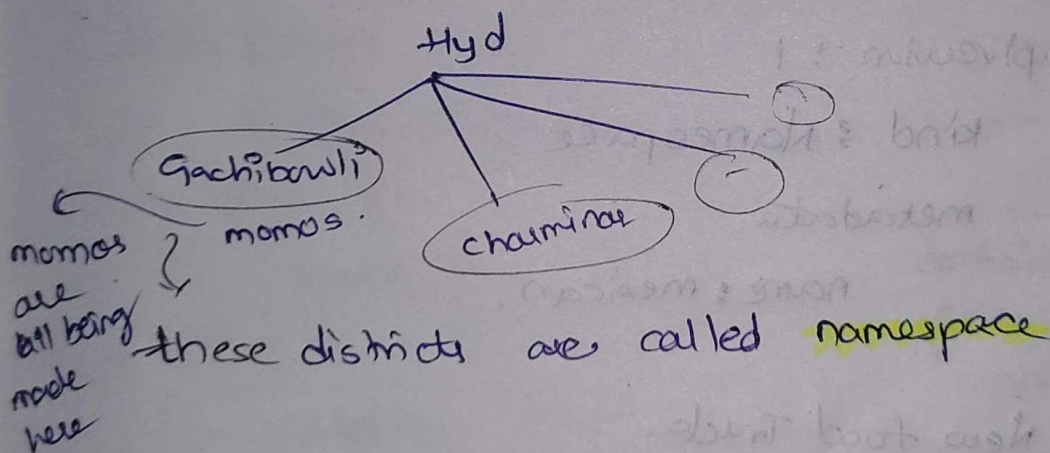 Hyd
Gachibowli
momos.
charminar
momos
are
all being
made
here
these districts are called namespace